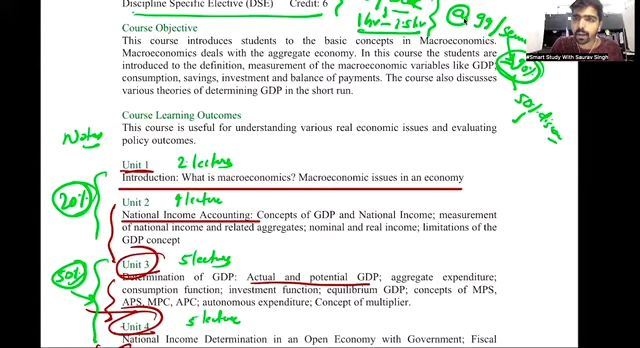 Discipline Specific Elective (DSE) Credit: 6
1 hr - 1.5 hr
@ 99/sem
Course Objective
This course introduces students to the basic concepts in Macroeconomics.
Macroeconomics deals with the aggregate economy. In this course the students are
introduced to the definition, measurement of the macroeconomic variables like GDP,
consumption, savings, investment and balance of payments. The course also discusses
various theories of determining GDP in the short run.
#Smart Study With Saurav Singh
50%
Course Learning Outcomes
This course is useful for understanding various real economic issues and evaluating
policy outcomes.
Notes
Unit 1 2 lecture
Introduction: What is macroeconomics? Macroeconomic issues in an economy
20%
Unit 2 4 lecture
National Income Accounting: Concepts of GDP and National Income; measurement
of national income and related aggregates; nominal and real income; limitations of the
GDP concept
Unit 3 5 lecture
50%
Determination of GDP: Actual and potential GDP; aggregate expenditure;
consumption function; investment function; equilibrium GDP; concepts of MPS,
APS, MPC, APC; autonomous expenditure; Concept of multiplier.
Unit 4 5 lecture
National Income Determination in an Open Economy with Government; Fiscal